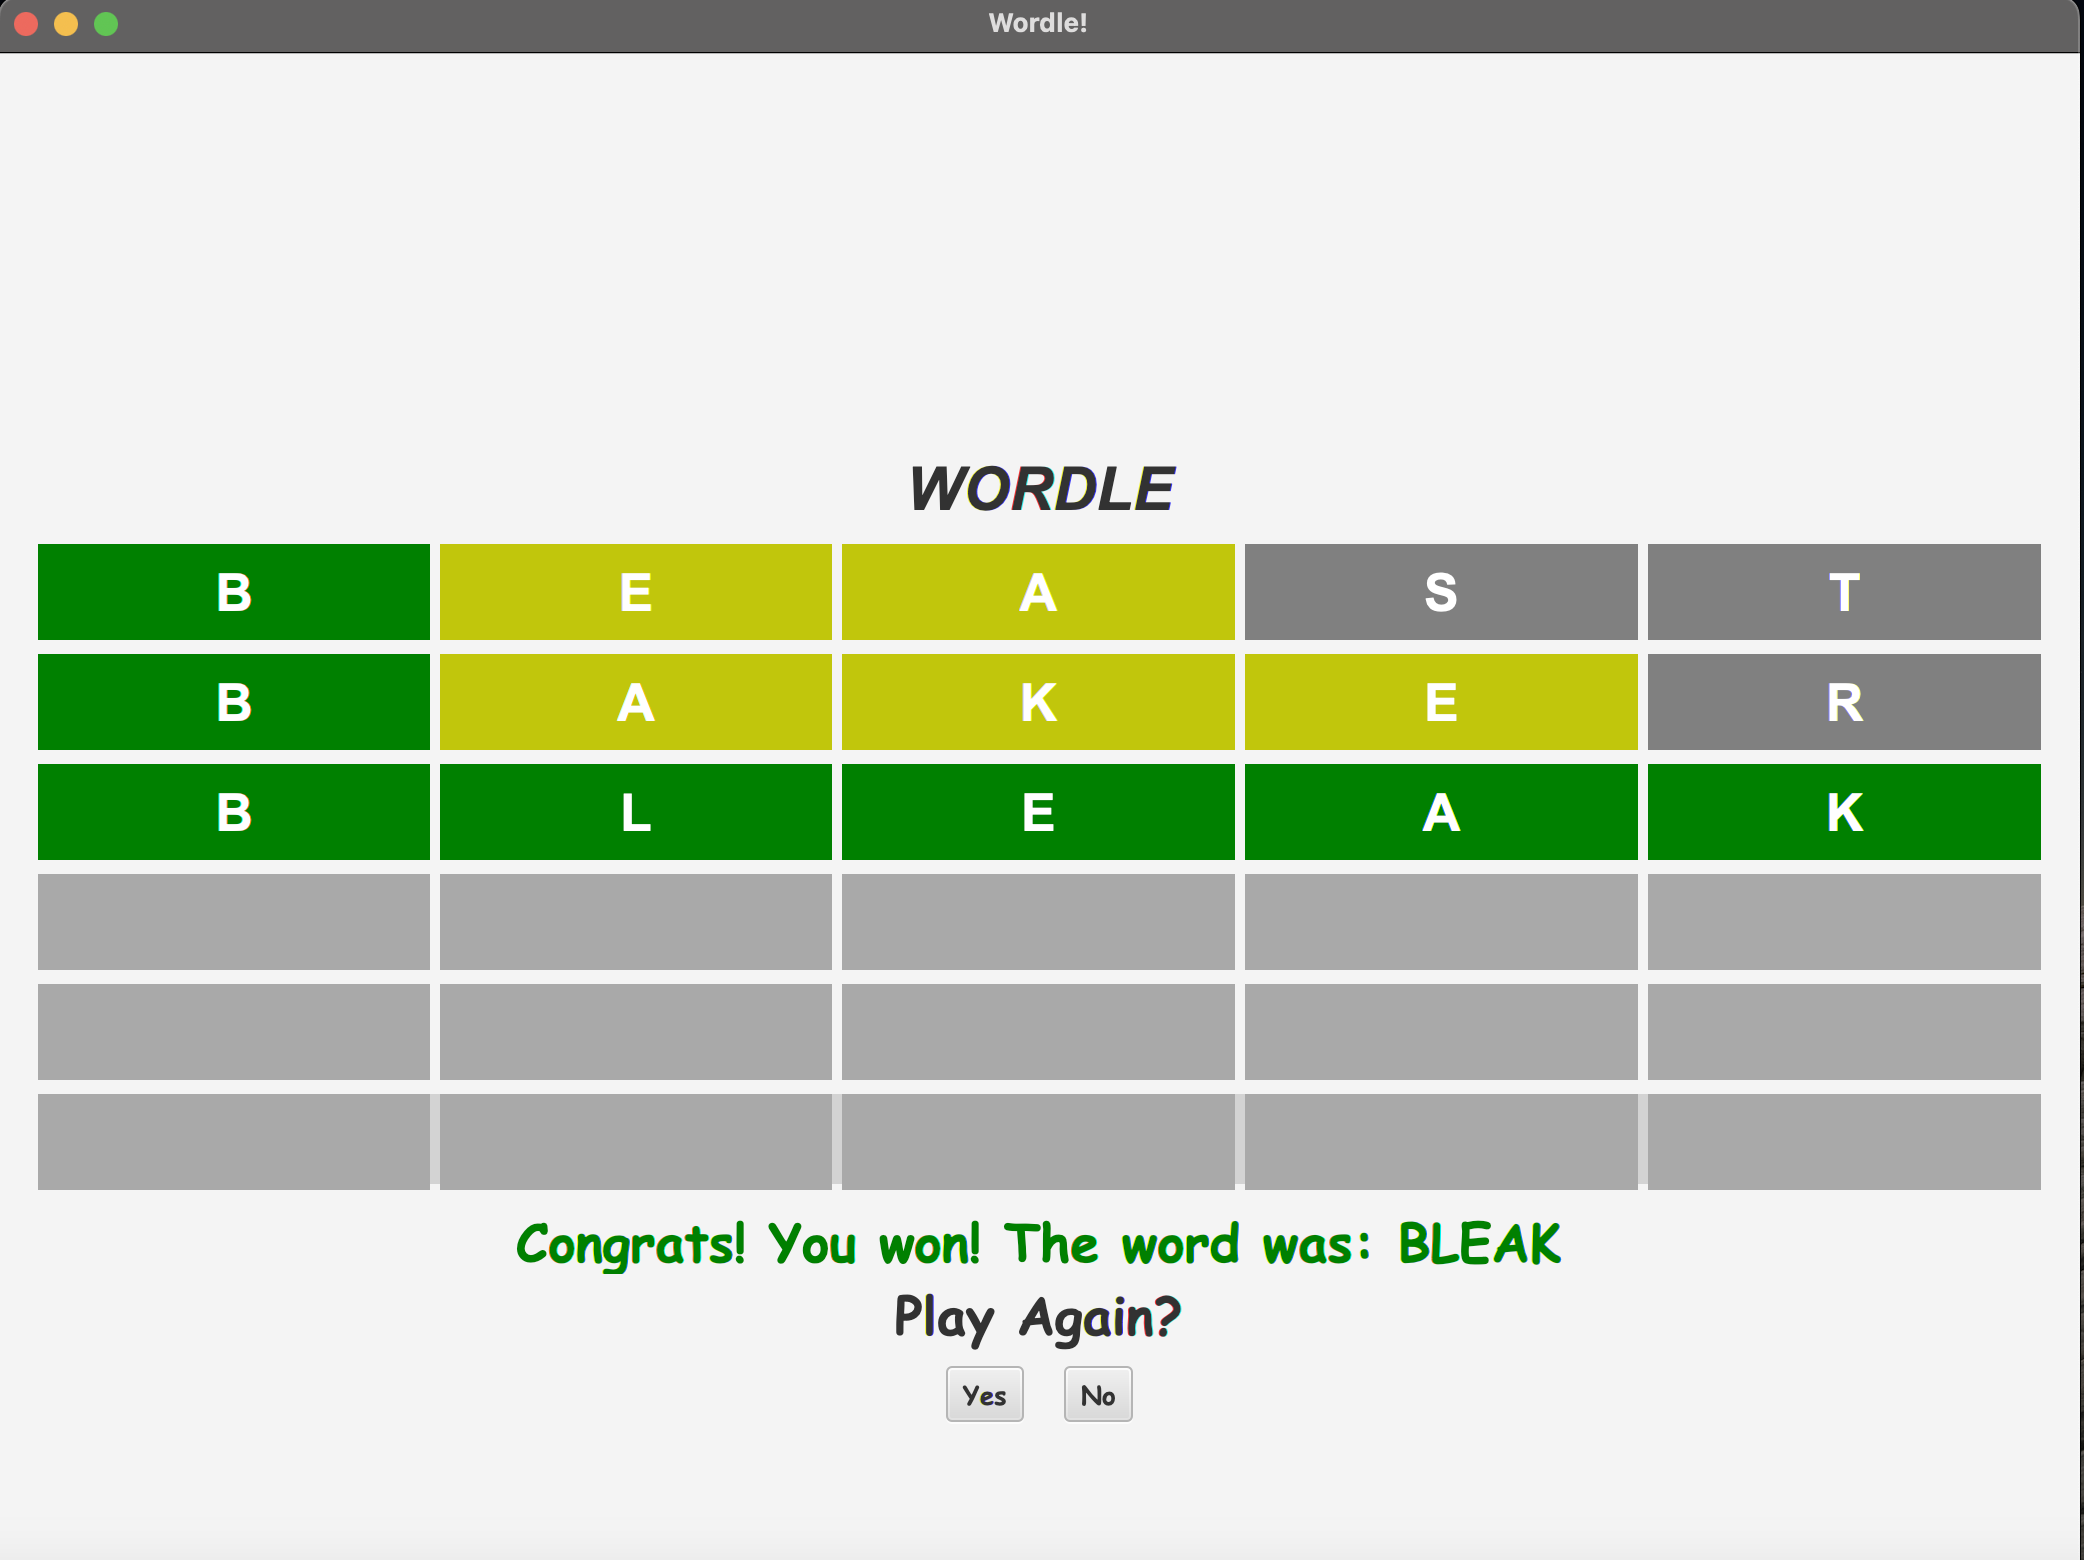 Wordle!
WORDLE
B E A S T
B A K E R
B L E A K
Congrats! You won! The word was: BLEAK
Play Again?
Yes No